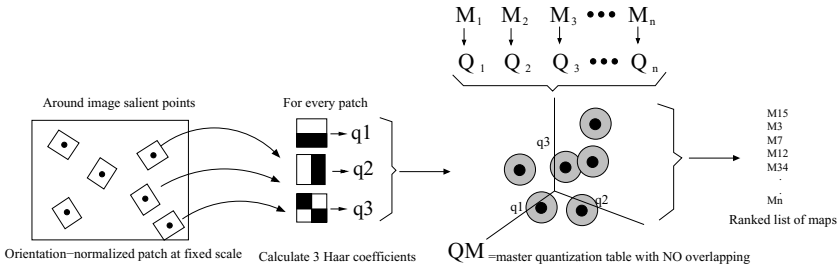 M1 M2 M3 ••• Mn
Q1 Q2 Q3 ••• Qn
Around image salient points
For every patch
q1
q2
q3
q3
q1
q2
M15
M3
M7
M12
M34
.
.
Mn
Ranked list of maps
Orientation−normalized patch at fixed scale
Calculate 3 Haar coefficients
QM =master quantization table with NO overlapping